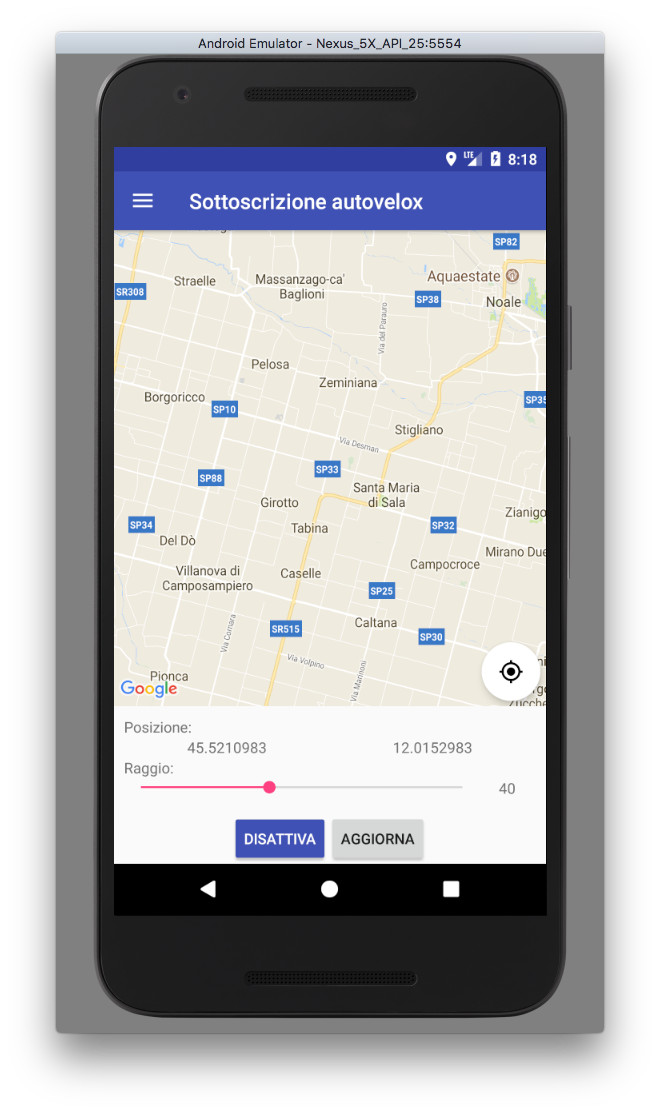 Android Emulator - Nexus_5X_API_25:5554
LTE 8:18
Sottoscrizione autovelox
SP82
Aquaestate
Straelle
Massanzago-ca'
Baglioni
SR308
SP38
Noale
Via del Parauro
Pelosa
Zeminiana
Borgoricco
SP10
SP35
Stigliano
Via Desman
SP33
SP88
Santa Maria
di Sala
Girotto
Zianigo
SP34
Tabina
SP32
Del Dò
Mirano Due
Villanova di
Camposampiero
Caselle
Campocroce
SP25
Caltana
SR515
SP30
Via Cornara
Via Volpino
Via Marinoni
Pionca
Google
Posizione:
45.5210983 12.0152983
Raggio:
40
DISATTIVA AGGIORNA